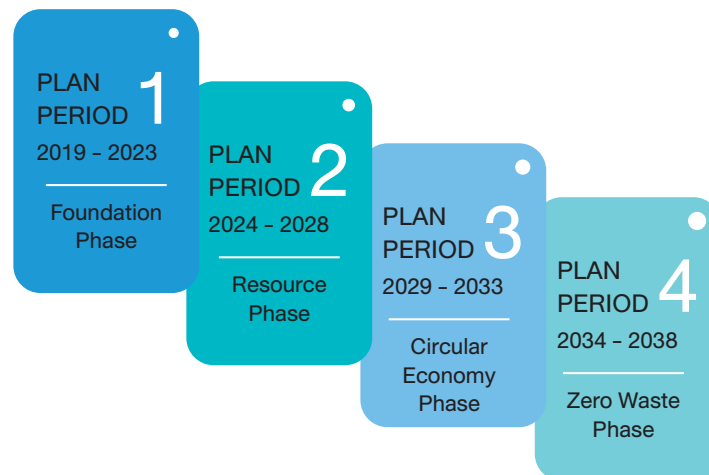 PLAN
PERIOD 1
2019 – 2023
Foundation
Phase
PLAN
PERIOD 2
2024 – 2028
Resource
Phase
PLAN
PERIOD 3
2029 – 2033
Circular
Economy
Phase
PLAN
PERIOD 4
2034 – 2038
Zero Waste
Phase